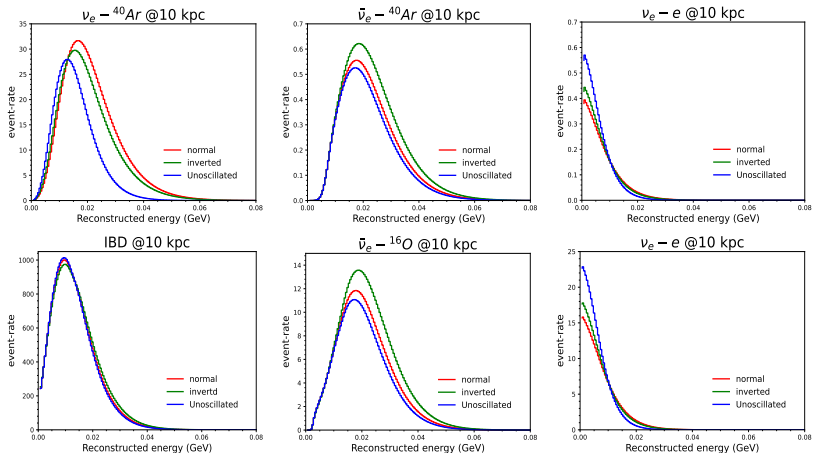 ν_e − ⁴⁰Ar @10 kpc
event-rate
35
30
25
20
15
10
5
0
normal
inverted
Unoscillated
0.00 0.02 0.04 0.06 0.08
Reconstructed energy (GeV)
ν̄_e − ⁴⁰Ar @10 kpc
event-rate
0.7
0.6
0.5
0.4
0.3
0.2
0.1
0.0
normal
inverted
Unoscillated
0.00 0.02 0.04 0.06 0.08
Reconstructed energy (GeV)
ν_e − e @10 kpc
event-rate
0.7
0.6
0.5
0.4
0.3
0.2
0.1
0.0
normal
inverted
Unoscillated
0.00 0.02 0.04 0.06 0.08
Reconstructed energy (GeV)
IBD @10 kpc
event-rate
1000
800
600
400
200
0
normal
invertd
Unoscillated
0.00 0.02 0.04 0.06 0.08
Reconstructed energy (GeV)
ν̄_e − ¹⁶O @10 kpc
event-rate
14
12
10
8
6
4
2
0
normal
inverted
Unoscillated
0.00 0.02 0.04 0.06 0.08
Reconstructed energy (GeV)
ν_e − e @10 kpc
event-rate
25
20
15
10
5
0
normal
inverted
Unoscillated
0.00 0.02 0.04 0.06 0.08
Reconstructed energy (GeV)